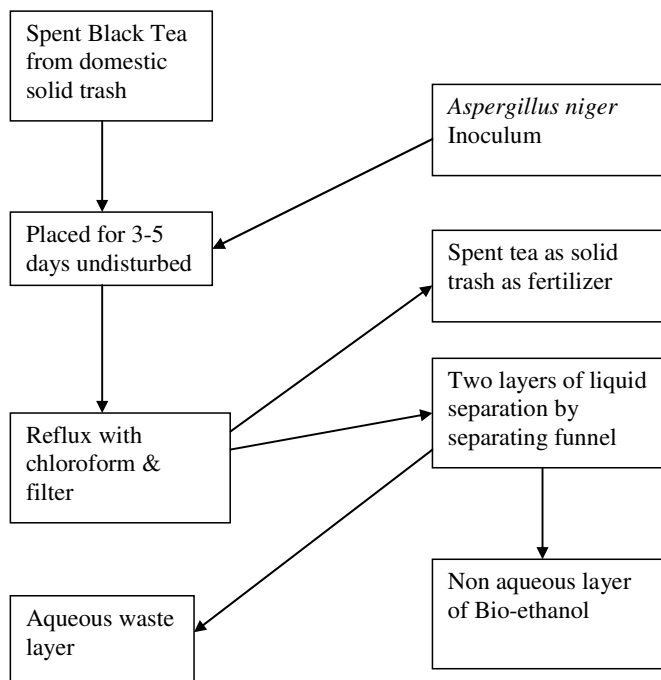 Spent Black Tea
from domestic
solid trash
Aspergillus niger
Inoculum
Placed for 3-5
days undisturbed
Spent tea as solid
trash as fertilizer
Two layers of liquid
separation by
separating funnel
Reflux with
chloroform &
filter
Non aqueous layer
of Bio-ethanol
Aqueous waste
layer